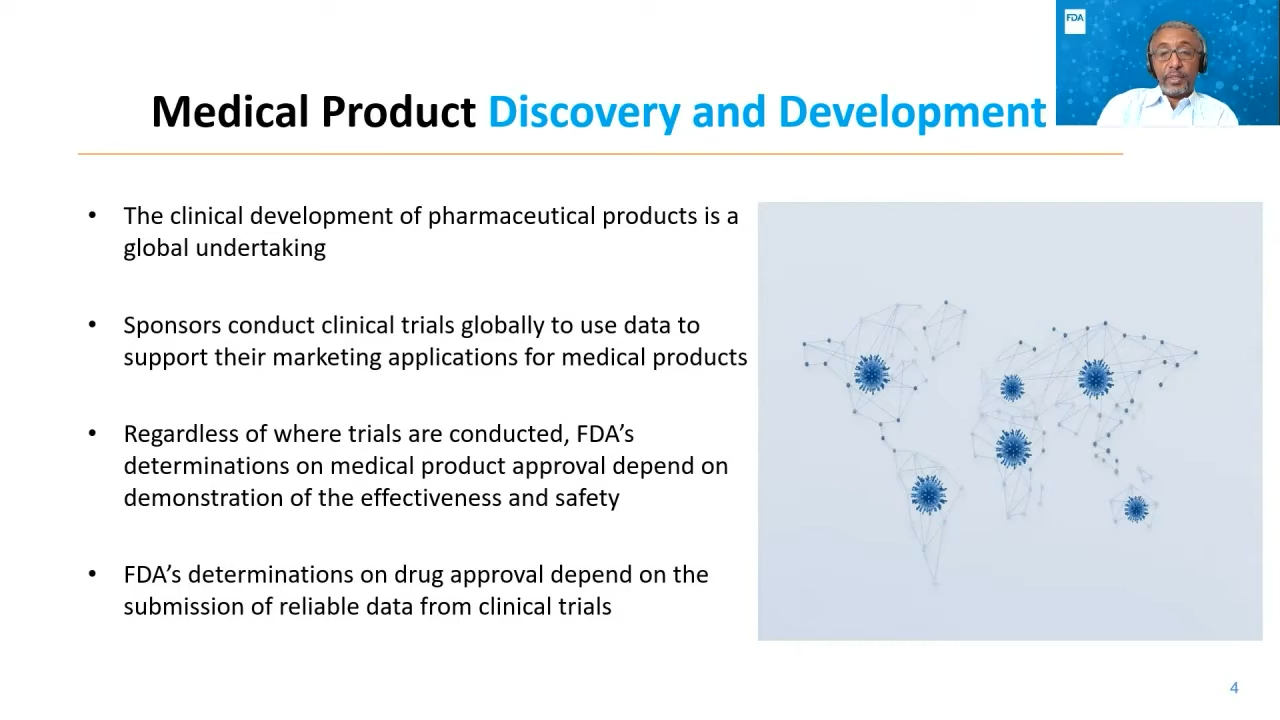 FDA
Medical Product Discovery and Development
• The clinical development of pharmaceutical products is a
global undertaking
• Sponsors conduct clinical trials globally to use data to
support their marketing applications for medical products
• Regardless of where trials are conducted, FDA’s
determinations on medical product approval depend on
demonstration of the effectiveness and safety
• FDA’s determinations on drug approval depend on the
submission of reliable data from clinical trials
4